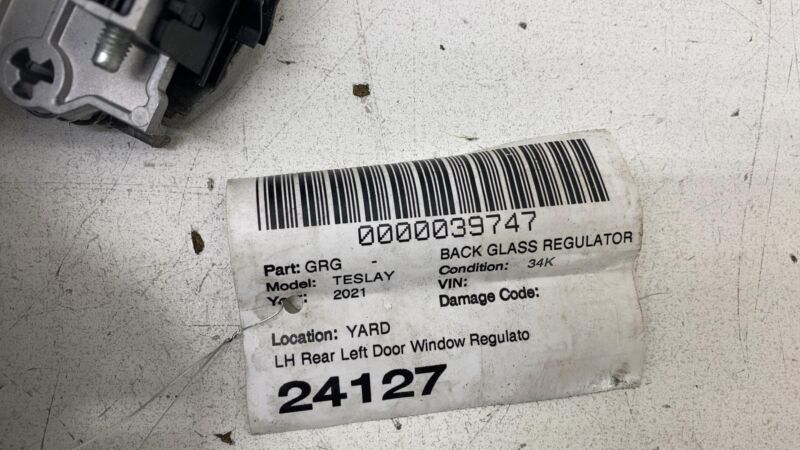 0000039747
Part: GRG - BACK GLASS REGULATOR
Model: TESLAY Condition: 34K
Year: 2021 VIN:
Damage Code:
Location: YARD
LH Rear Left Door Window Regulato
24127